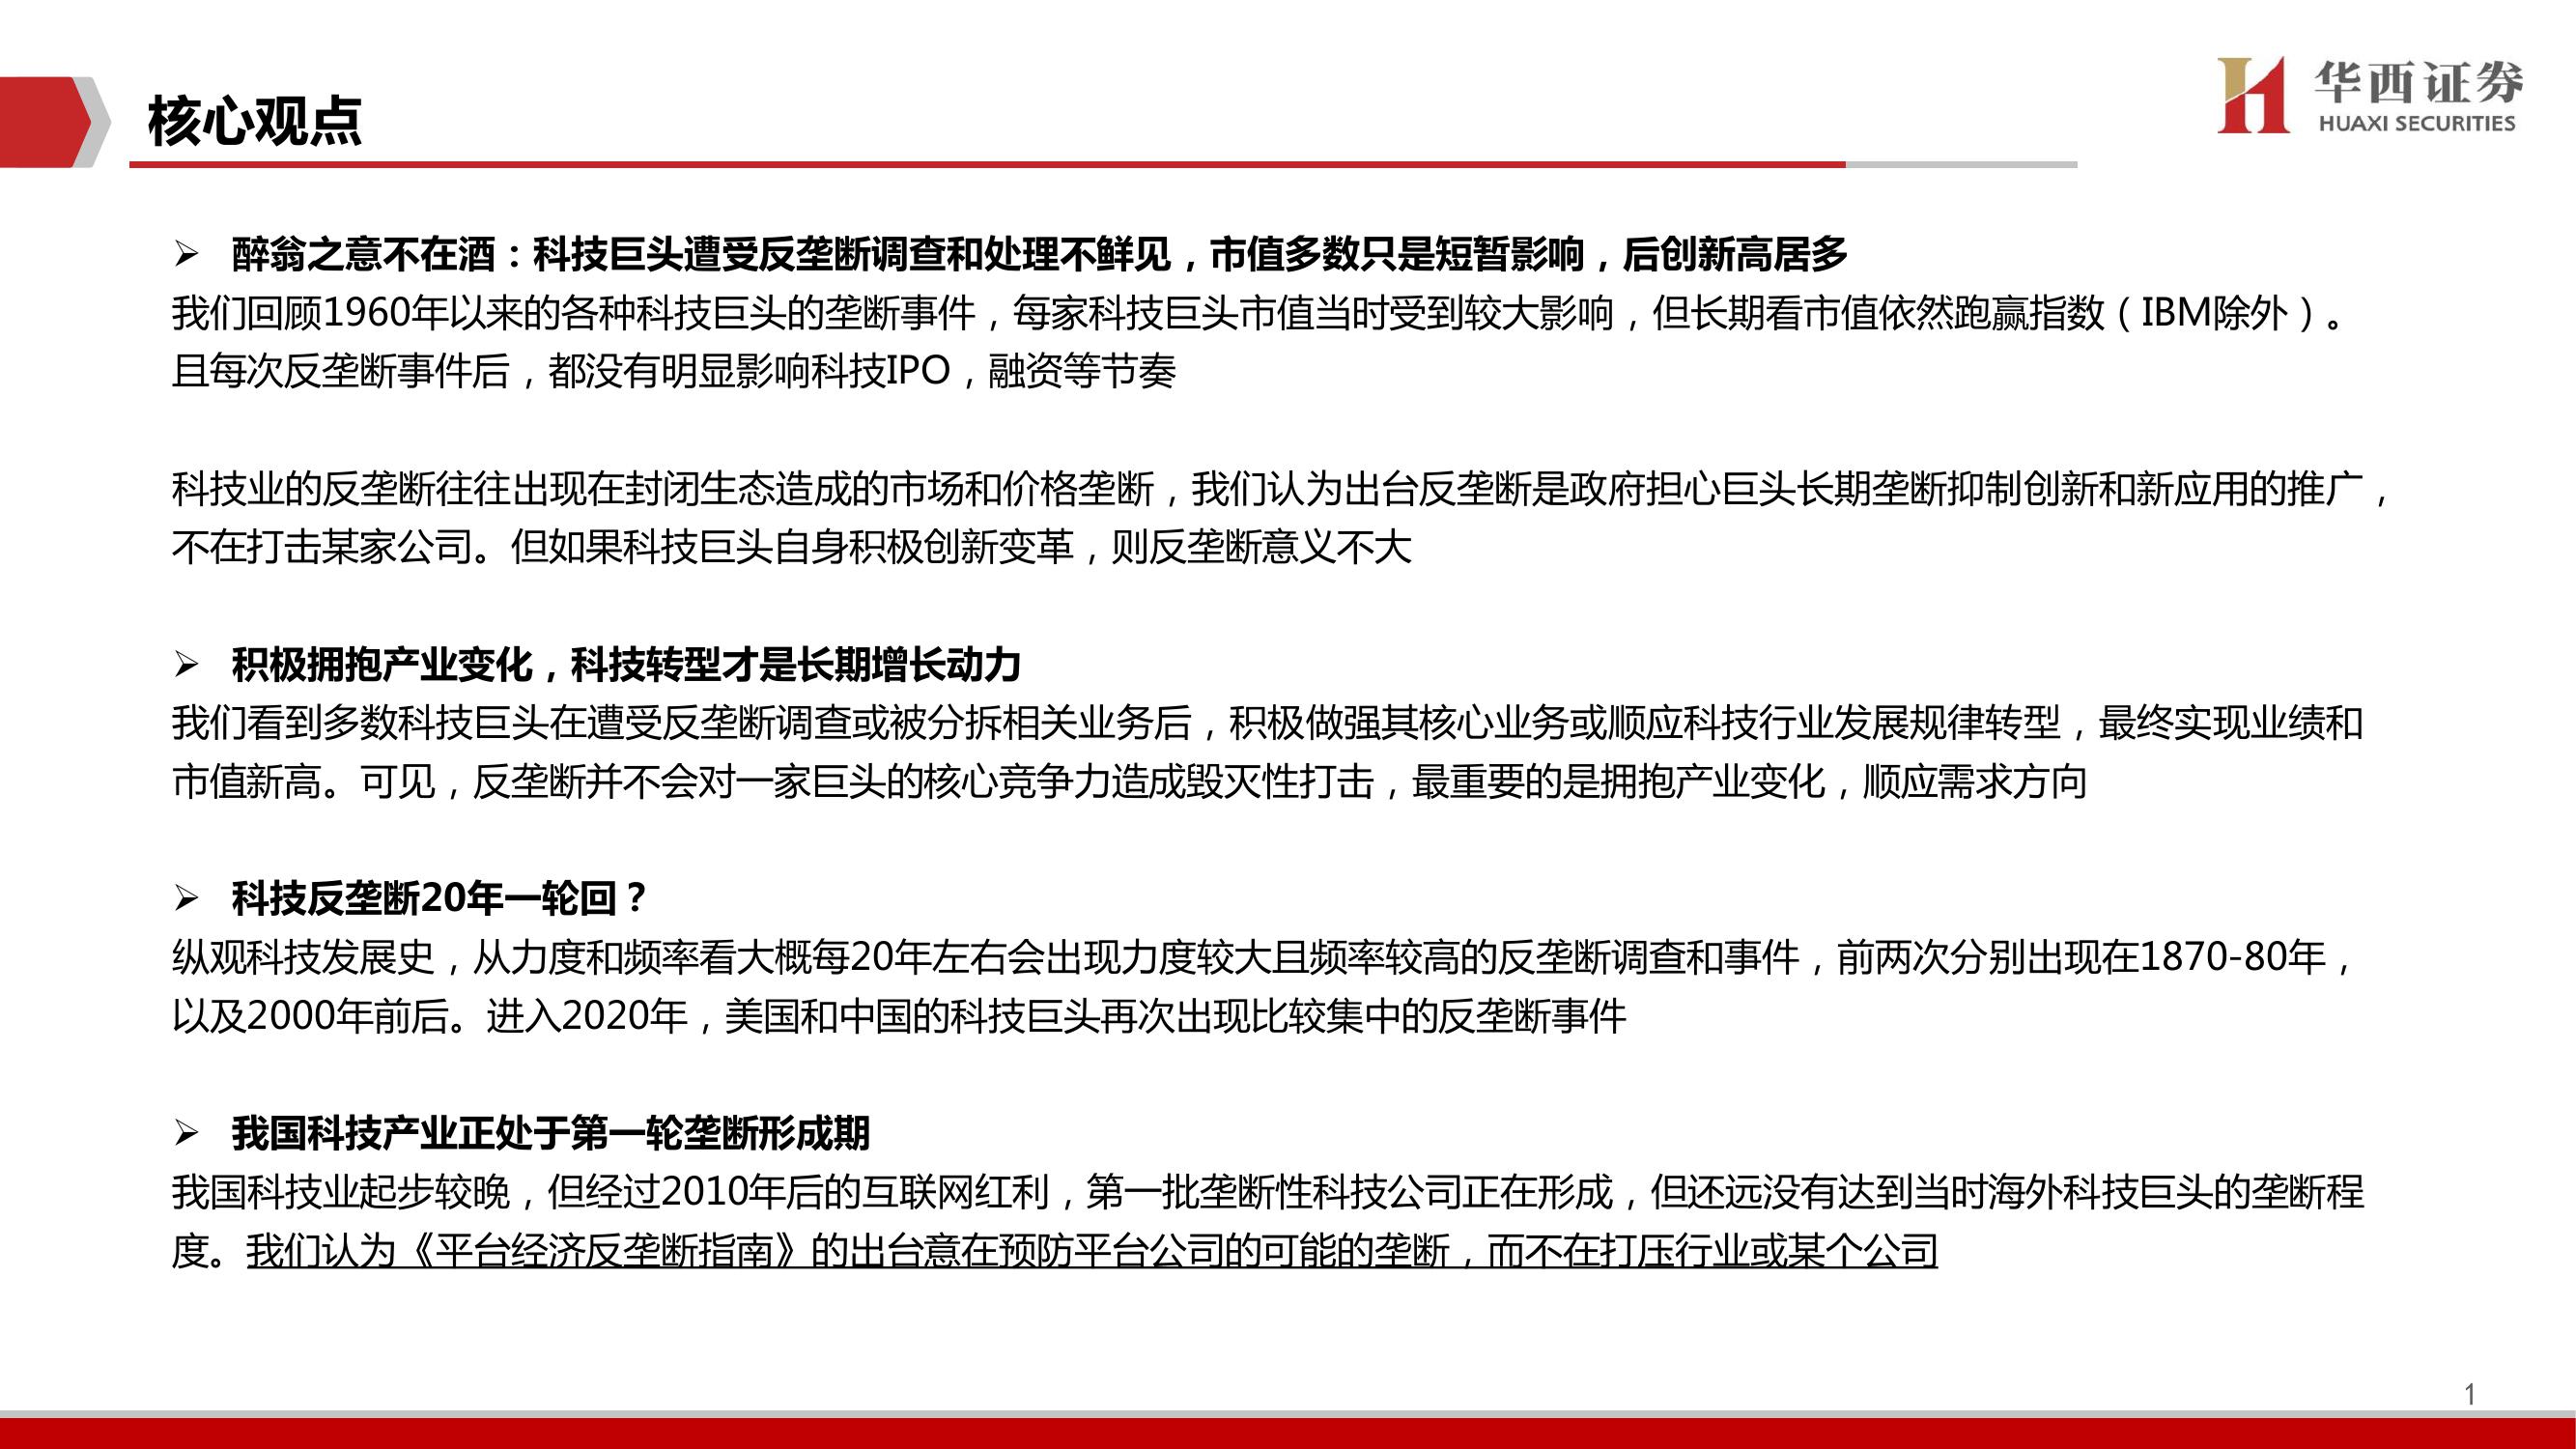 核心观点
华西证券
HUAXI SECURITIES
➢ 醉翁之意不在酒：科技巨头遭受反垄断调查和处理不鲜见，市值多数只是短暂影响，后创新高居多
我们回顾1960年以来的各种科技巨头的垄断事件，每家科技巨头市值当时受到较大影响，但长期看市值依然跑赢指数（IBM除外）。
且每次反垄断事件后，都没有明显影响科技IPO，融资等节奏
科技业的反垄断往往出现在封闭生态造成的市场和价格垄断，我们认为出台反垄断是政府担心巨头长期垄断抑制创新和新应用的推广，
不在打击某家公司。但如果科技巨头自身积极创新变革，则反垄断意义不大
➢ 积极拥抱产业变化，科技转型才是长期增长动力
我们看到多数科技巨头在遭受反垄断调查或被分拆相关业务后，积极做强其核心业务或顺应科技行业发展规律转型，最终实现业绩和
市值新高。可见，反垄断并不会对一家巨头的核心竞争力造成毁灭性打击，最重要的是拥抱产业变化，顺应需求方向
➢ 科技反垄断20年一轮回？
纵观科技发展史，从力度和频率看大概每20年左右会出现力度较大且频率较高的反垄断调查和事件，前两次分别出现在1870-80年，
以及2000年前后。进入2020年，美国和中国的科技巨头再次出现比较集中的反垄断事件
➢ 我国科技产业正处于第一轮垄断形成期
我国科技业起步较晚，但经过2010年后的互联网红利，第一批垄断性科技公司正在形成，但还远没有达到当时海外科技巨头的垄断程
度。我们认为《平台经济反垄断指南》的出台意在预防平台公司的可能的垄断，而不在打压行业或某个公司
1